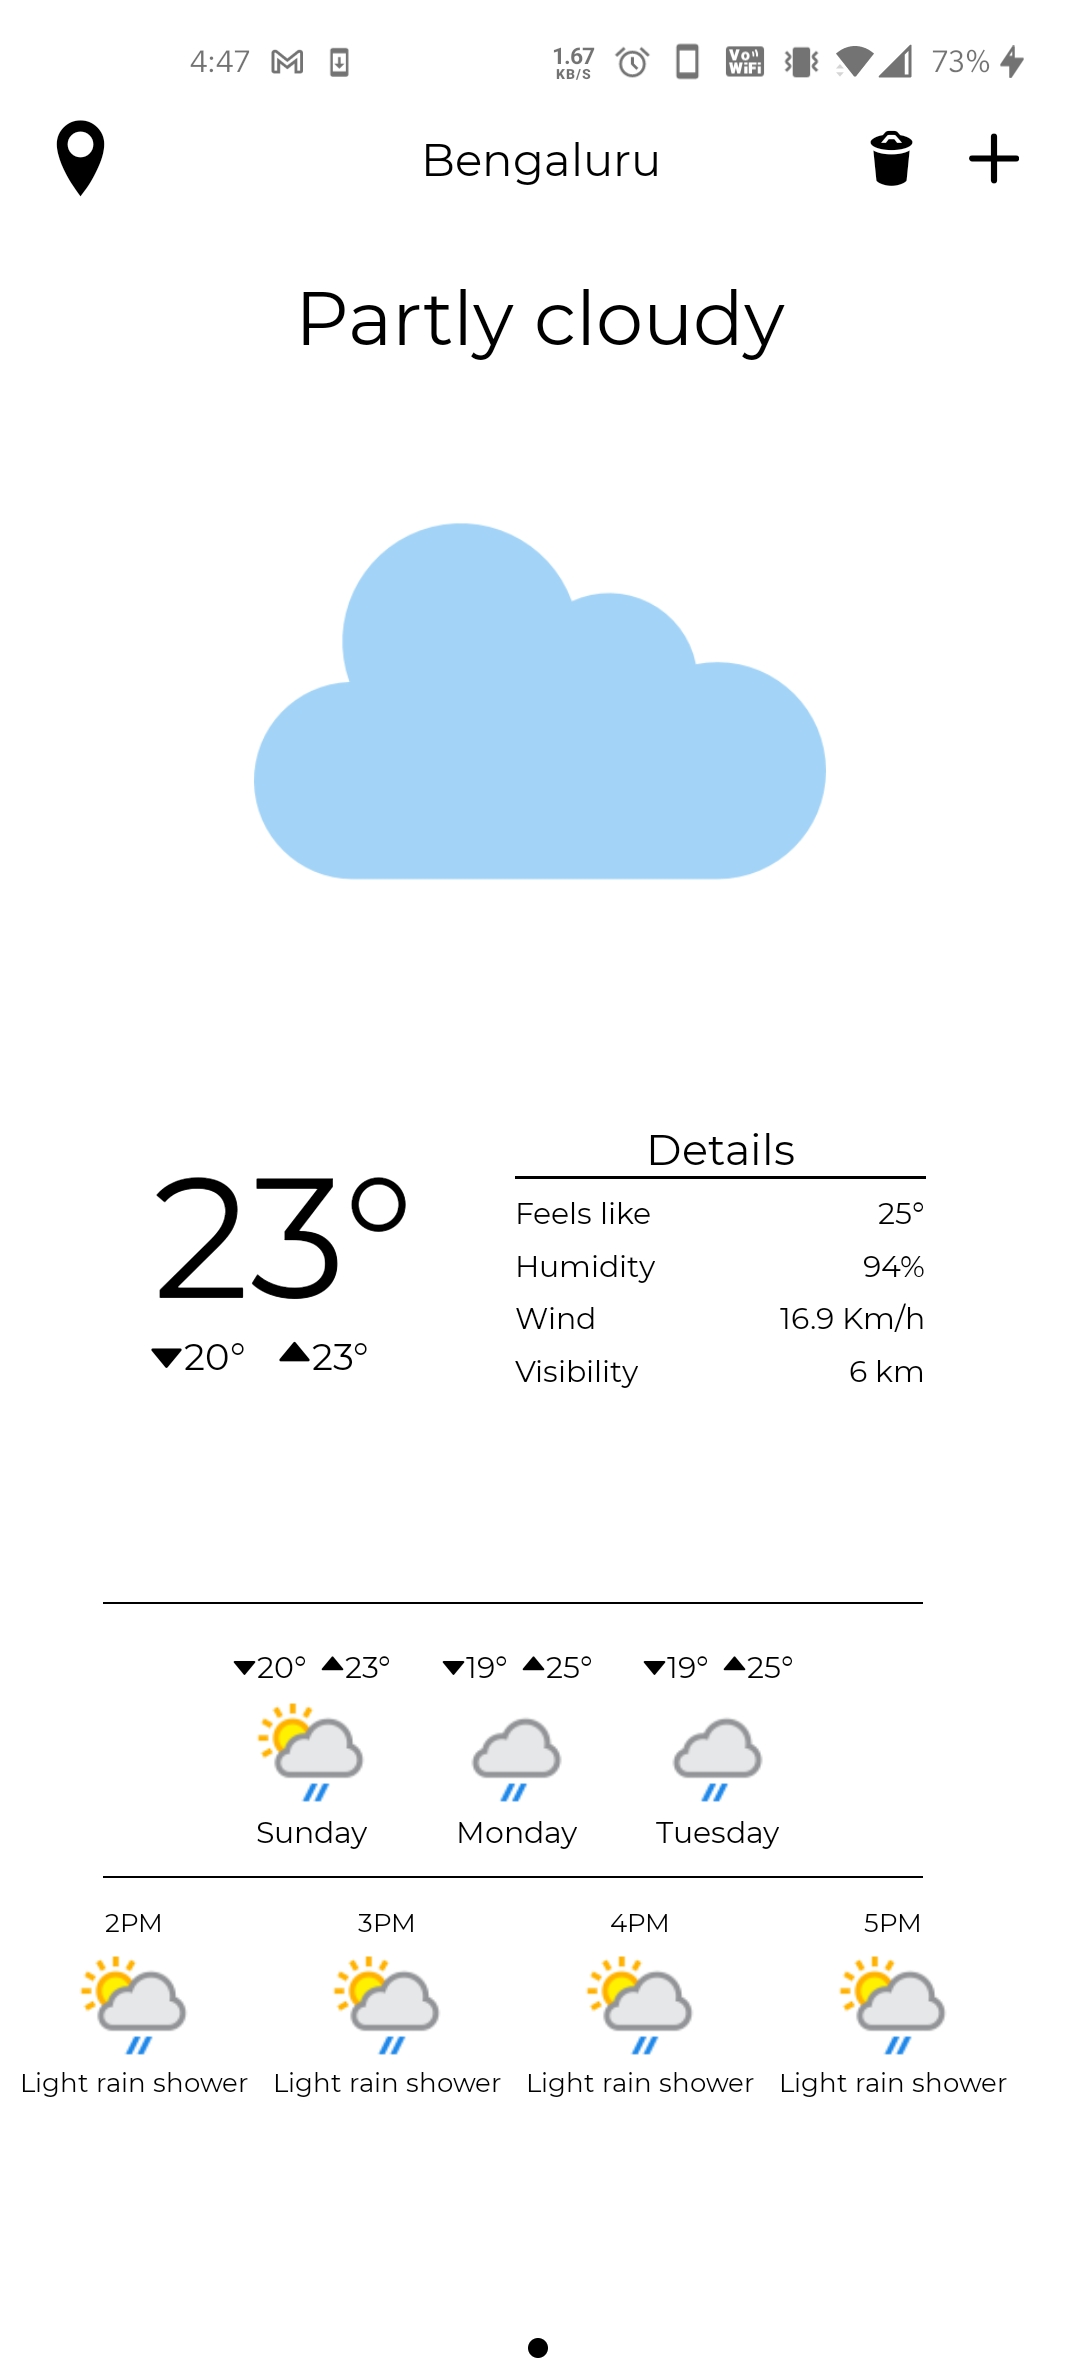 4:47 1.67 KB/S Vo WiFi 73%
Bengaluru
Partly cloudy
Details
23°
Feels like 25°
Humidity 94%
Wind 16.9 Km/h
20° 23°
Visibility 6 km
20° 23° 19° 25° 19° 25°
Sunday Monday Tuesday
2PM 3PM 4PM 5PM
Light rain shower Light rain shower Light rain shower Light rain shower